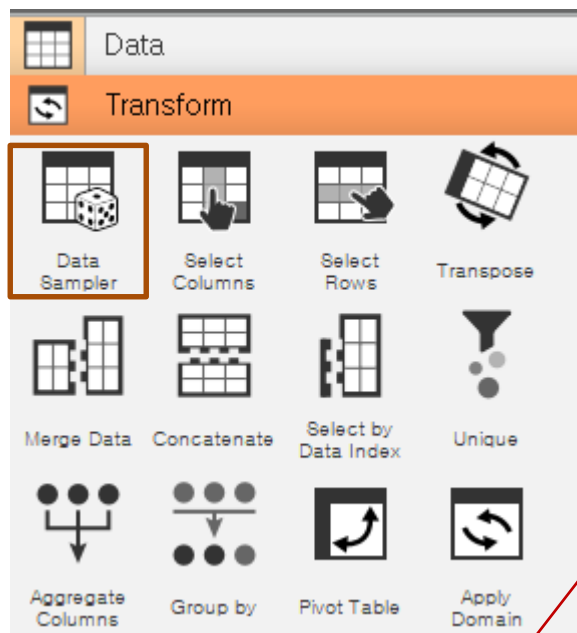 Data
Transform
Data
Sampler
Select
Columns
Select
Rows
Transpose
Merge Data
Concatenate
Select by
Data Index
Unique
Aggregate
Columns
Group by
Pivot Table
Apply
Domain